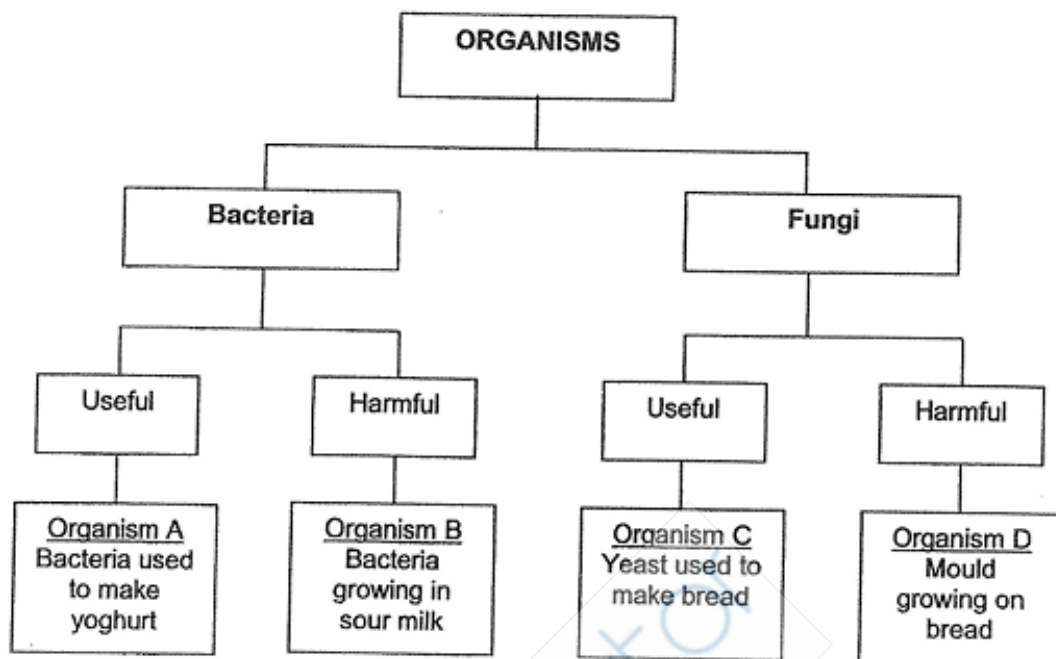 ORGANISMS
Bacteria
Fungi
Useful
Harmful
Useful
Harmful
Organism A
Bacteria used
to make
yoghurt
Organism B
Bacteria
growing in
sour milk
Organism C
Yeast used to
make bread
Organism D
Mould
growing on
bread